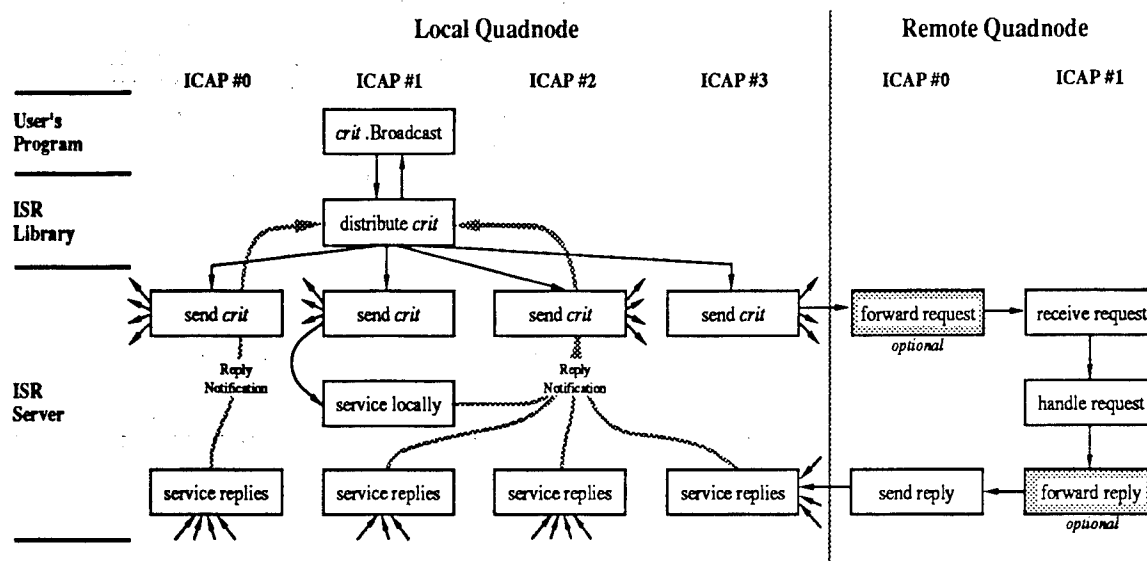 Local Quadnode
Remote Quadnode
ICAP #0
ICAP #1
ICAP #2
ICAP #3
ICAP #0
ICAP #1
User's
Program
crit .Broadcast
ISR
Library
distribute crit
send crit
send crit
send crit
send crit
forward request
optional
receive request
Reply
Notification
Reply
Notification
ISR
Server
service locally
handle request
service replies
service replies
service replies
service replies
send reply
forward reply
optional